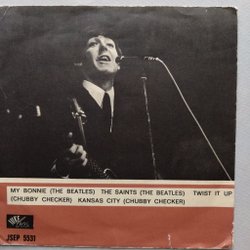 MY BONNIE (THE BEATLES) THE SAINTS (THE BEATLES) TWIST IT UP
(CHUBBY CHECKER) KANSAS CITY (CHUBBY CHECKER)
JSEP 5531